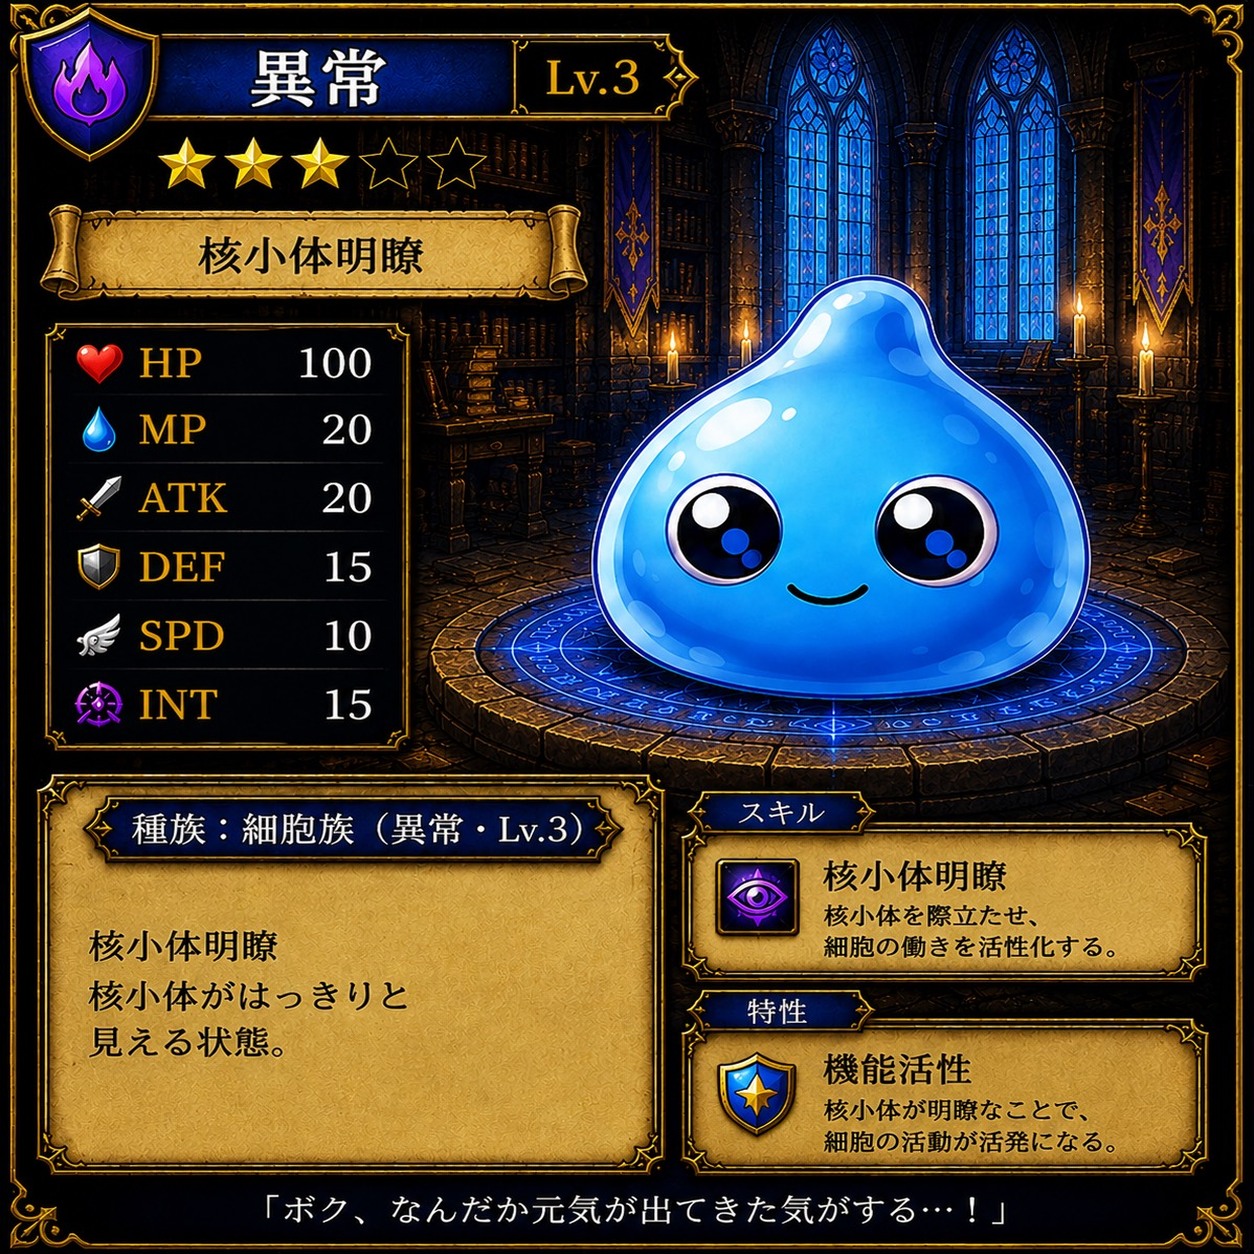 異常
Lv.3
核小体明瞭
HP 100
MP 20
ATK 20
DEF 15
SPD 10
INT 15
種族：細胞族（異常・Lv.3）
核小体明瞭
核小体がはっきりと
見える状態。
スキル
核小体明瞭
核小体を際立たせ、
細胞の働きを活性化する。
特性
機能活性
核小体が明瞭なことで、
細胞の活動が活発になる。
「ボク、なんだか元気が出てきた気がする…！」